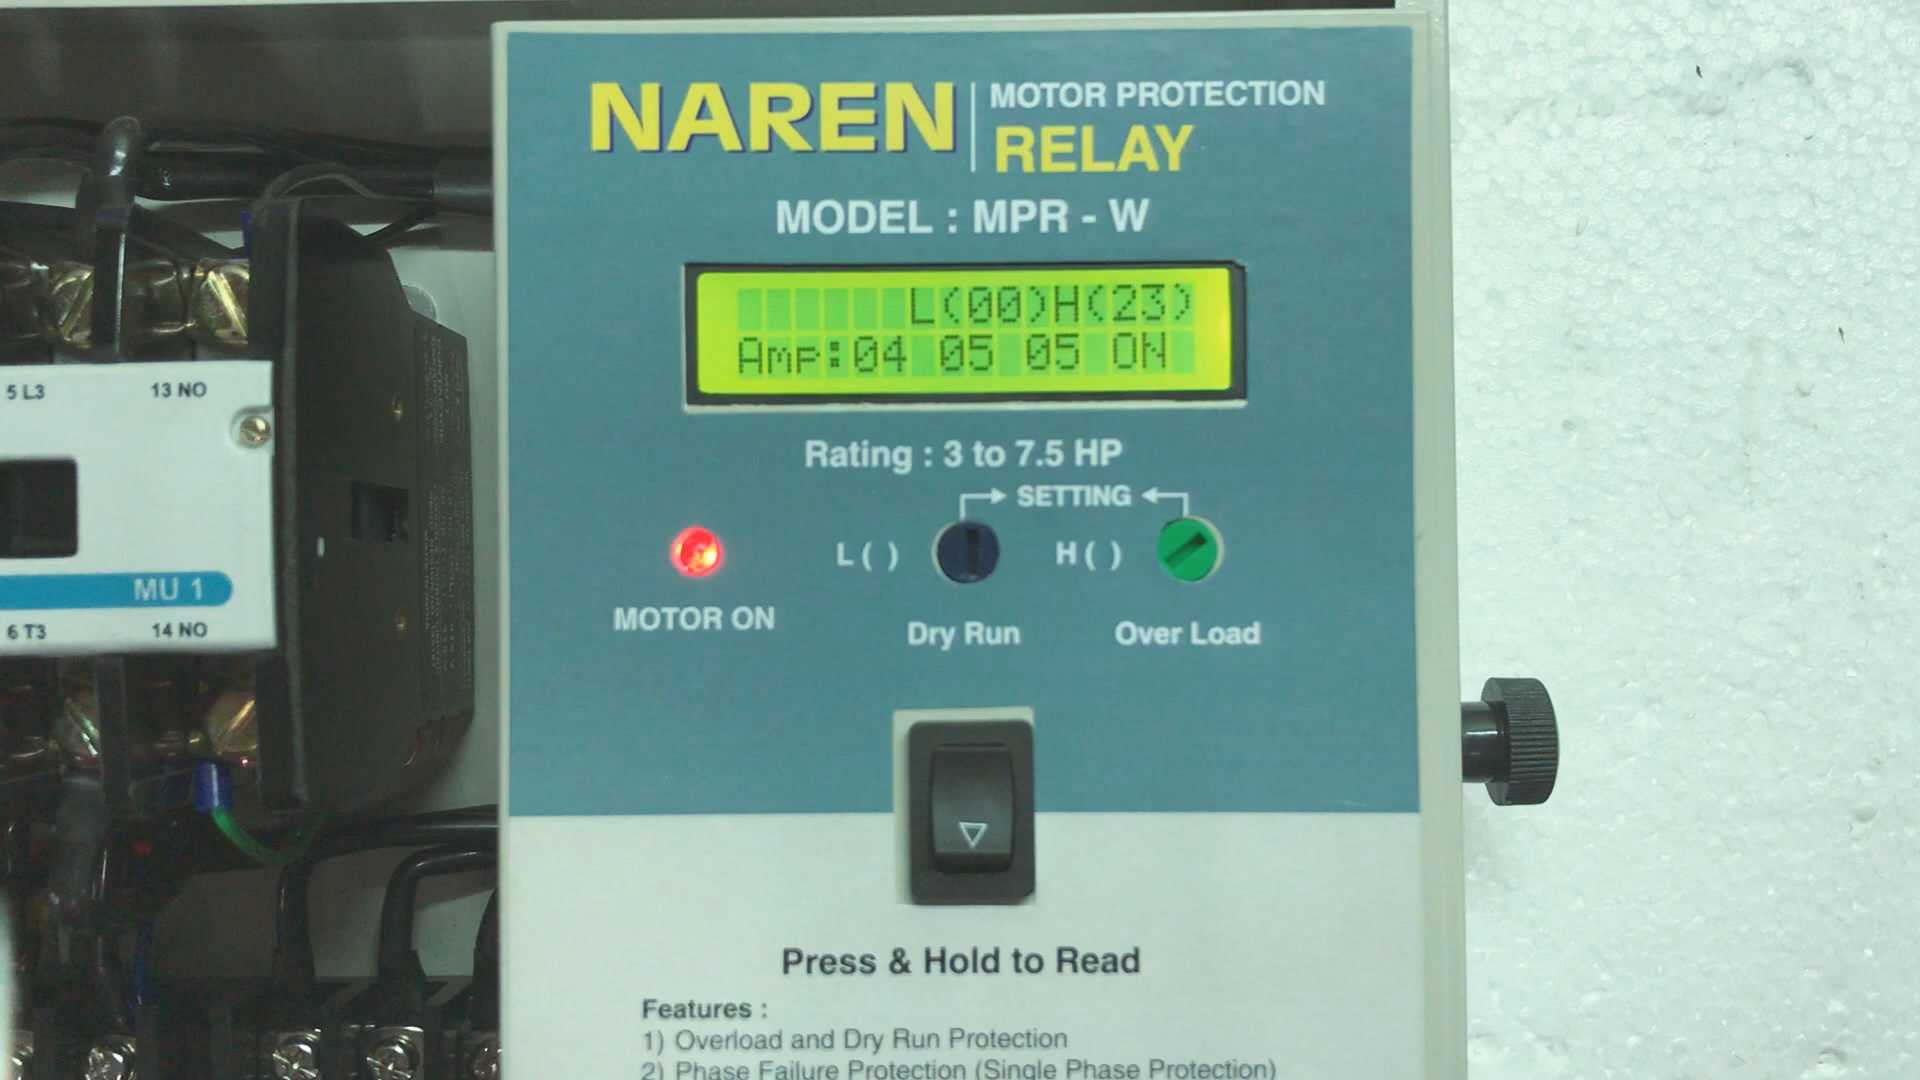 NAREN
MOTOR PROTECTION
RELAY
MODEL : MPR - W
L(00)H(23)
Amp:04 05 05 ON
Rating : 3 to 7.5 HP
SETTING
L ( )
H ( )
MOTOR ON
Dry Run
Over Load
Press & Hold to Read
Features :
1) Overload and Dry Run Protection
2) Phase Failure Protection (Single Phase Protection)
5 L3
13 NO
MU 1
6 T3
14 NO